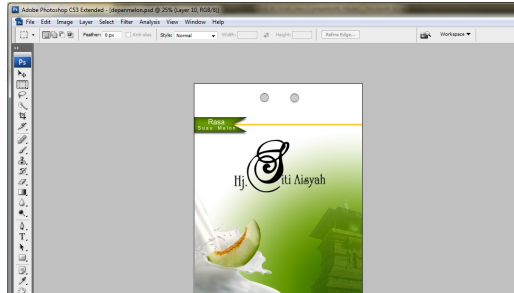 Adobe Photoshop CS3 Extended - [depanmelon.psd @ 25% (Layer 10, RGB/8)]
File Edit Image Layer Select Filter Analysis View Window Help
Feather: 0 px Anti-alias Style: Normal Width: Height: Refine Edge... Workspace
Ps
Rasa
Susu Melon
Hj. Siti Aisyah